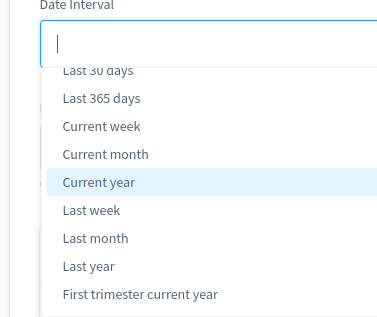 Date Interval
Last 30 days
Last 365 days
Current week
Current month
Current year
Last week
Last month
Last year
First trimester current year